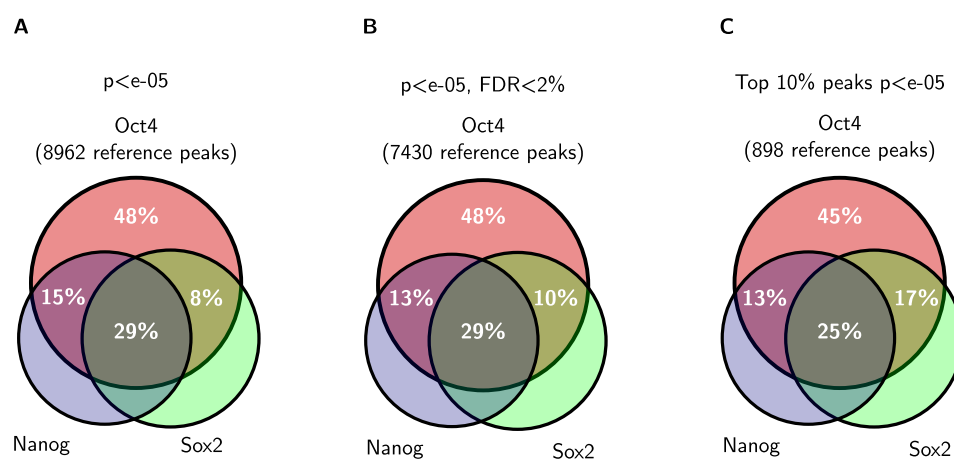 A
p<e-05
Oct4
(8962 reference peaks)
48%
15%
8%
29%
Nanog
Sox2
B
p<e-05, FDR<2%
Oct4
(7430 reference peaks)
48%
13%
10%
29%
Nanog
Sox2
C
Top 10% peaks p<e-05
Oct4
(898 reference peaks)
45%
13%
17%
25%
Nanog
Sox2